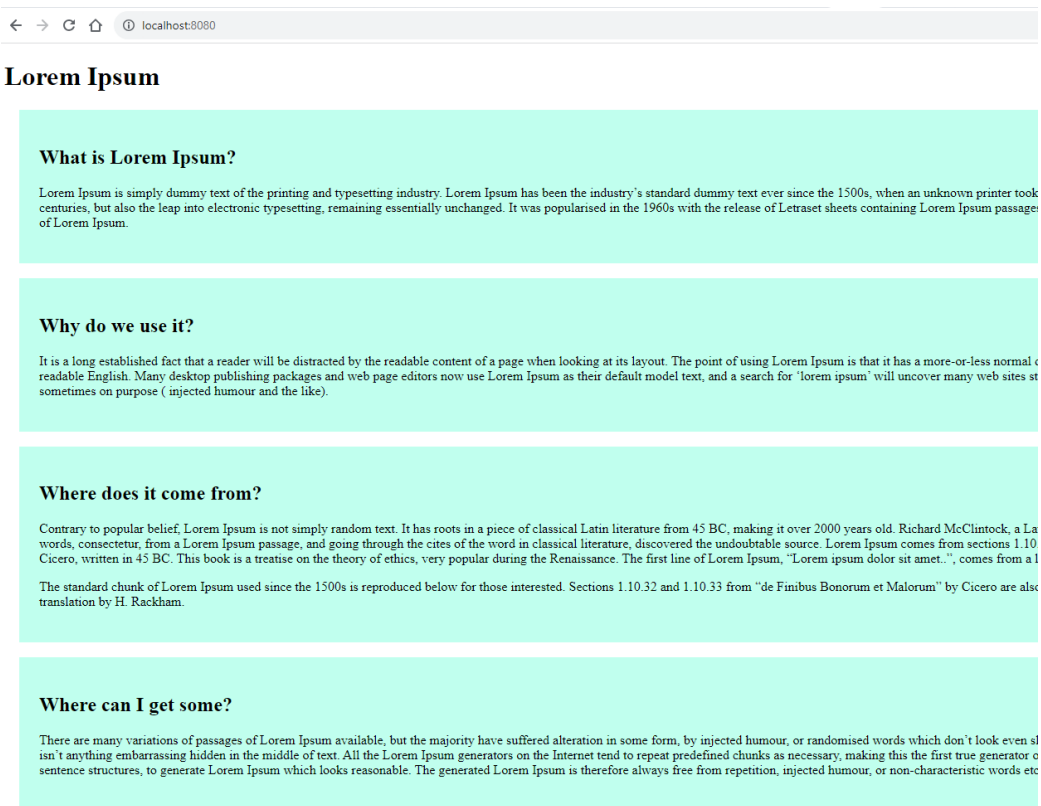 localhost:8080
Lorem Ipsum
What is Lorem Ipsum?
Lorem Ipsum is simply dummy text of the printing and typesetting industry. Lorem Ipsum has been the industry’s standard dummy text ever since the 1500s, when an unknown printer took
centuries, but also the leap into electronic typesetting, remaining essentially unchanged. It was popularised in the 1960s with the release of Letraset sheets containing Lorem Ipsum passages
of Lorem Ipsum.
Why do we use it?
It is a long established fact that a reader will be distracted by the readable content of a page when looking at its layout. The point of using Lorem Ipsum is that it has a more-or-less normal
readable English. Many desktop publishing packages and web page editors now use Lorem Ipsum as their default model text, and a search for ‘lorem ipsum’ will uncover many web sites
sometimes on purpose ( injected humour and the like).
Where does it come from?
Contrary to popular belief, Lorem Ipsum is not simply random text. It has roots in a piece of classical Latin literature from 45 BC, making it over 2000 years old. Richard McClintock, a
words, consectetur, from a Lorem Ipsum passage, and going through the cites of the word in classical literature, discovered the undoubtable source. Lorem Ipsum comes from sections 1.10.
Cicero, written in 45 BC. This book is a treatise on the theory of ethics, very popular during the Renaissance. The first line of Lorem Ipsum, “Lorem ipsum dolor sit amet..”, comes from a
The standard chunk of Lorem Ipsum used since the 1500s is reproduced below for those interested. Sections 1.10.32 and 1.10.33 from “de Finibus Bonorum et Malorum” by Cicero are also
translation by H. Rackham.
Where can I get some?
There are many variations of passages of Lorem Ipsum available, but the majority have suffered alteration in some form, by injected humour, or randomised words which don’t look even
isn’t anything embarrassing hidden in the middle of text. All the Lorem Ipsum generators on the Internet tend to repeat predefined chunks as necessary, making this the first true generator
sentence structures, to generate Lorem Ipsum which looks reasonable. The generated Lorem Ipsum is therefore always free from repetition, injected humour, or non-characteristic words etc